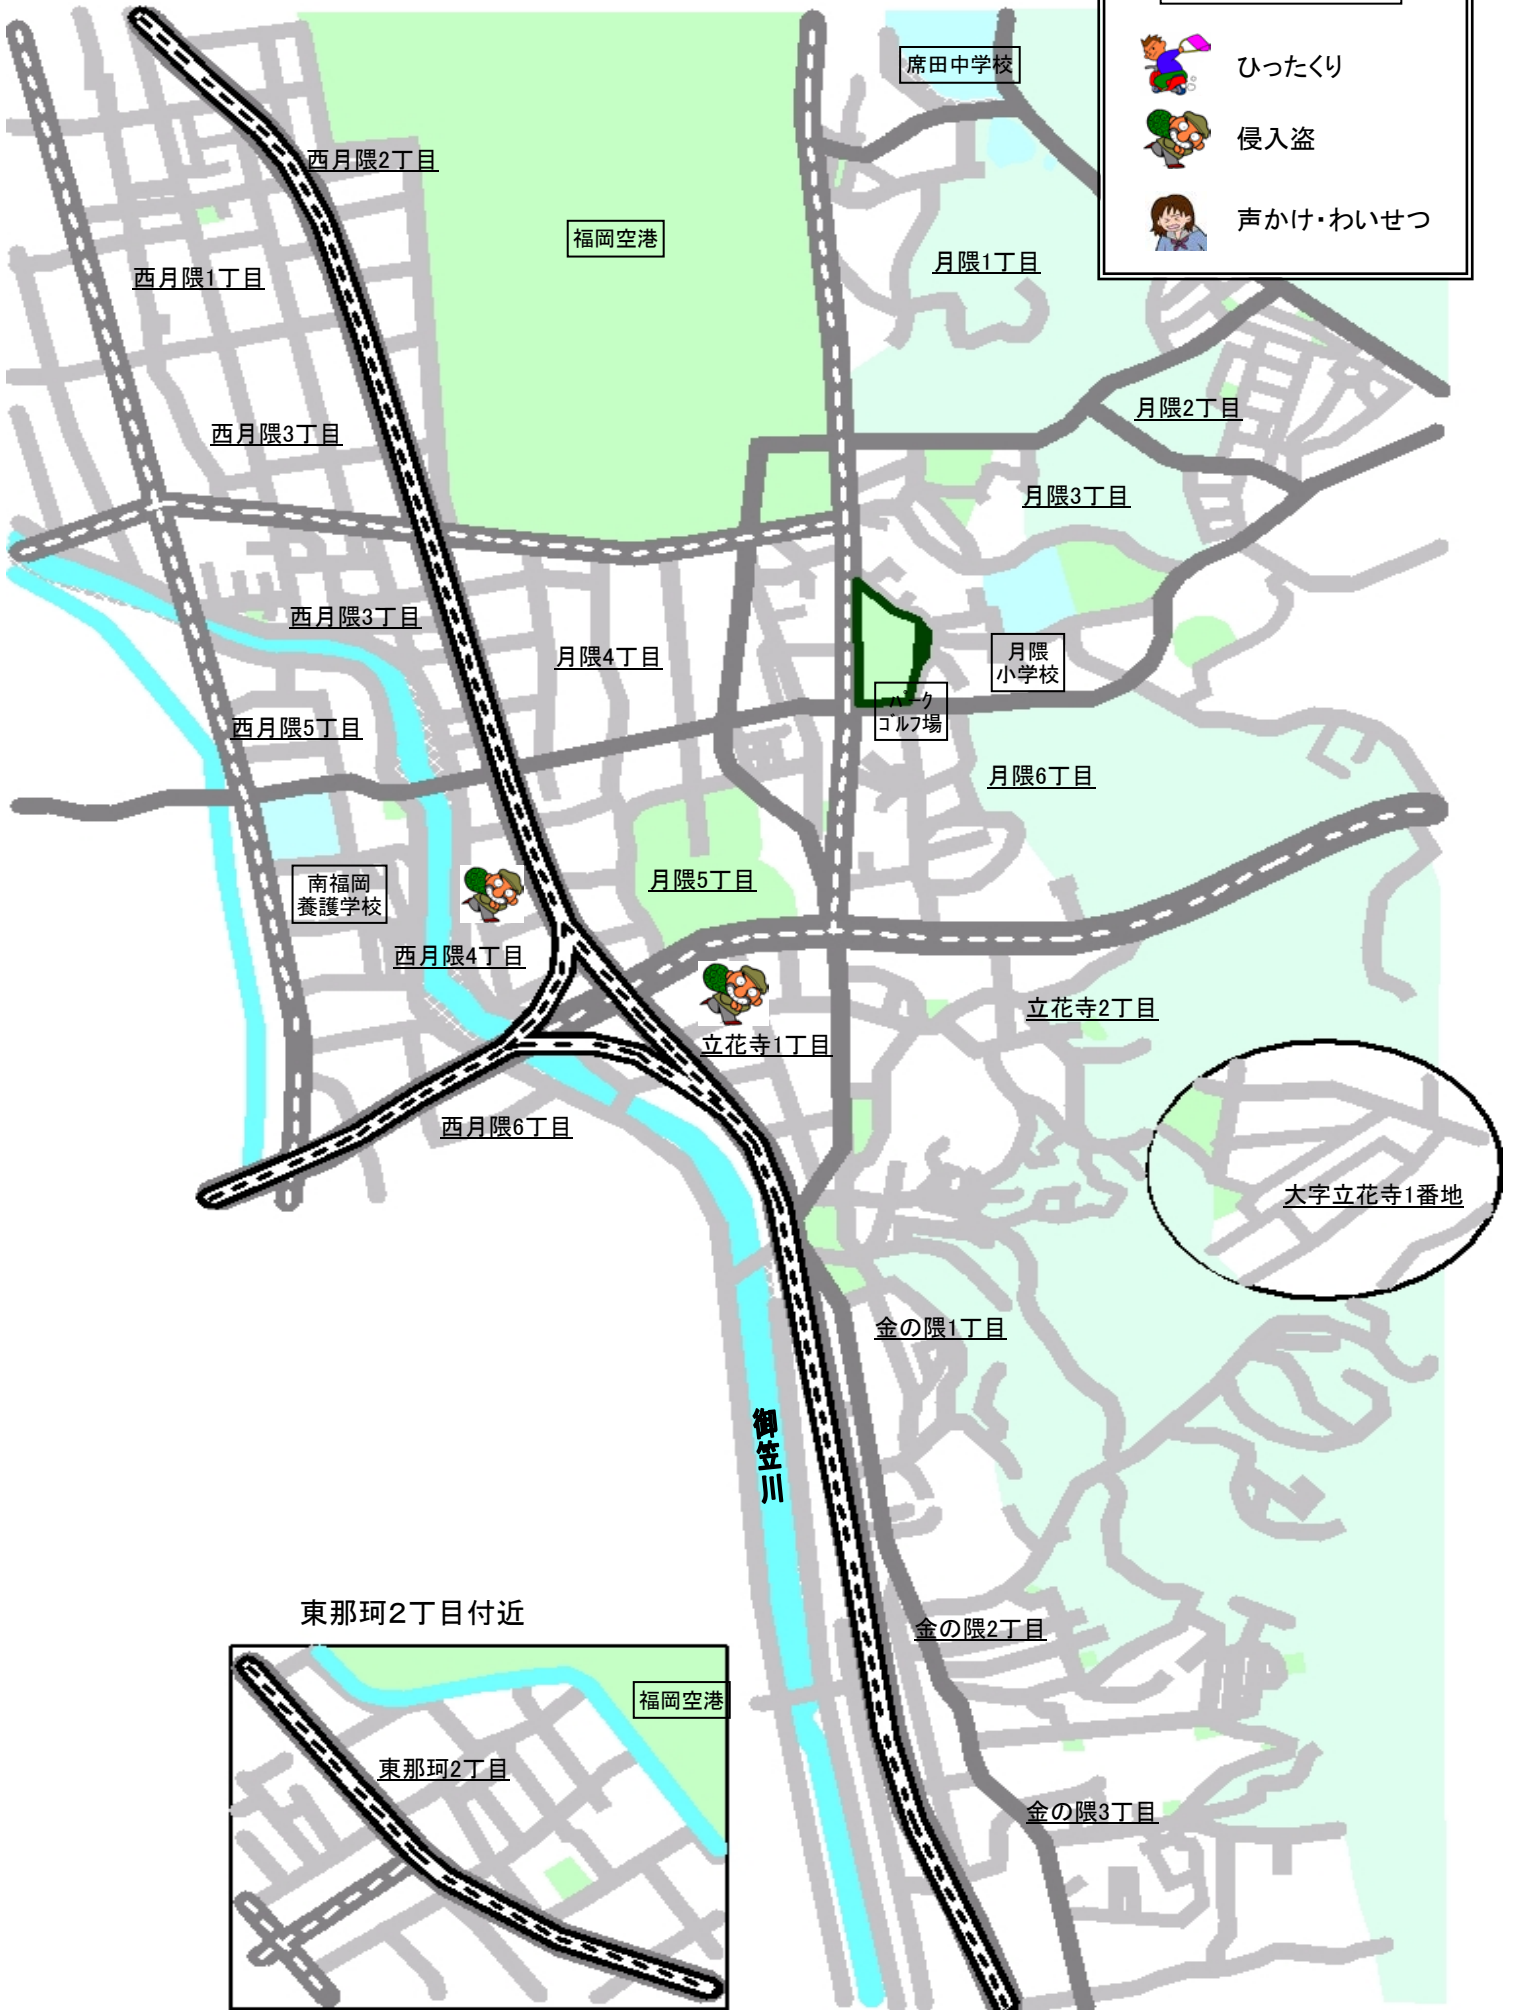 席田中学校
ひったくり
侵入盗
声かけ・わいせつ
西月隈2丁目
福岡空港
月隈1丁目
西月隈1丁目
月隈2丁目
西月隈3丁目
月隈3丁目
西月隈3丁目
月隈4丁目
月隈
小学校
パーク
ゴルフ場
西月隈5丁目
月隈6丁目
南福岡
養護学校
月隈5丁目
西月隈4丁目
立花寺2丁目
立花寺1丁目
西月隈6丁目
大字立花寺1番地
金の隈1丁目
御笠川
東那珂２丁目付近
金の隈2丁目
福岡空港
東那珂2丁目
金の隈3丁目